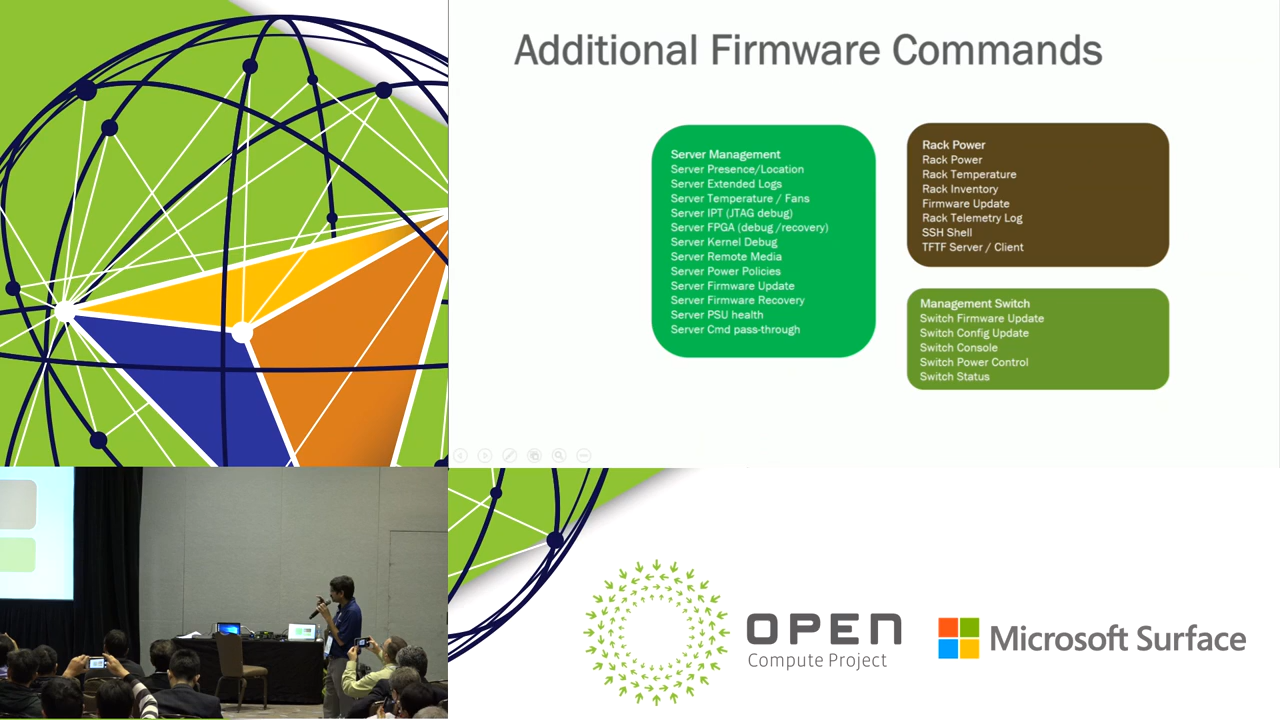 Additional Firmware Commands
Server Management
Server Presence/Location
Server Extended Logs
Server Temperature / Fans
Server IPT (JTAG debug)
Server FPGA (debug /recovery)
Server Kernel Debug
Server Remote Media
Server Power Policies
Server Firmware Update
Server Firmware Recovery
Server PSU health
Server Cmd pass-through
Rack Power
Rack Power
Rack Temperature
Rack Inventory
Firmware Update
Rack Telemetry Log
SSH Shell
TFTF Server / Client
Management Switch
Switch Firmware Update
Switch Config Update
Switch Console
Switch Power Control
Switch Status
OPEN
Compute Project
Microsoft Surface